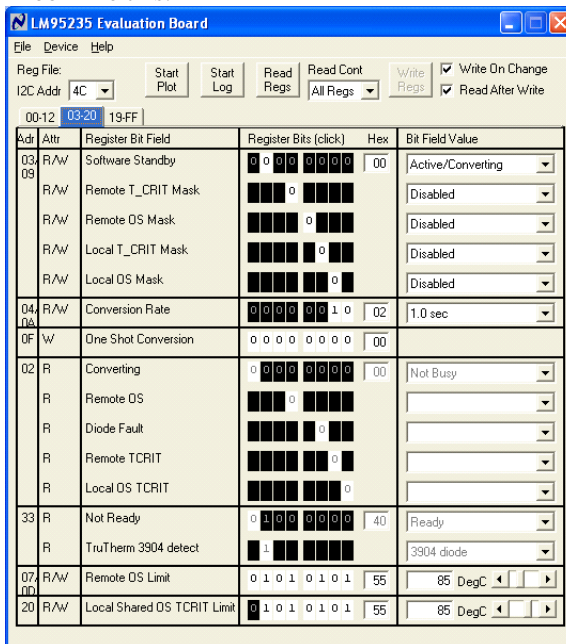 LM95235 Evaluation Board
File Device Help
Reg File:
I2C Addr 4C
Start Plot
Start Log
Read Regs
Read Cont
All Regs
Write Regs
Write On Change
Read After Write
00-12 03-20 19-FF
Adr Attr Register Bit Field Register Bits (click) Hex Bit Field Value
03/09 R/W Software Standby 0 0 0 0 0 0 0 0 00 Active/Converting
R/W Remote T_CRIT Mask 0 Disabled
R/W Remote OS Mask 0 Disabled
R/W Local T_CRIT Mask 0 Disabled
R/W Local OS Mask 0 Disabled
04/0A R/W Conversion Rate 0 0 0 0 0 0 1 0 02 1.0 sec
0F W One Shot Conversion 0 0 0 0 0 0 0 0 00
02 R Converting 0 0 0 0 0 0 0 0 00 Not Busy
R Remote OS 0
R Diode Fault 0
R Remote TCRIT 0
R Local OS TCRIT 0
33 R Not Ready 0 1 0 0 0 0 0 0 40 Ready
R TruTherm 3904 detect 1 3904 diode
07/0D R/W Remote OS Limit 0 1 0 1 0 1 0 1 55 85 DegC
20 R/W Local Shared OS TCRIT Limit 0 1 0 1 0 1 0 1 55 85 DegC